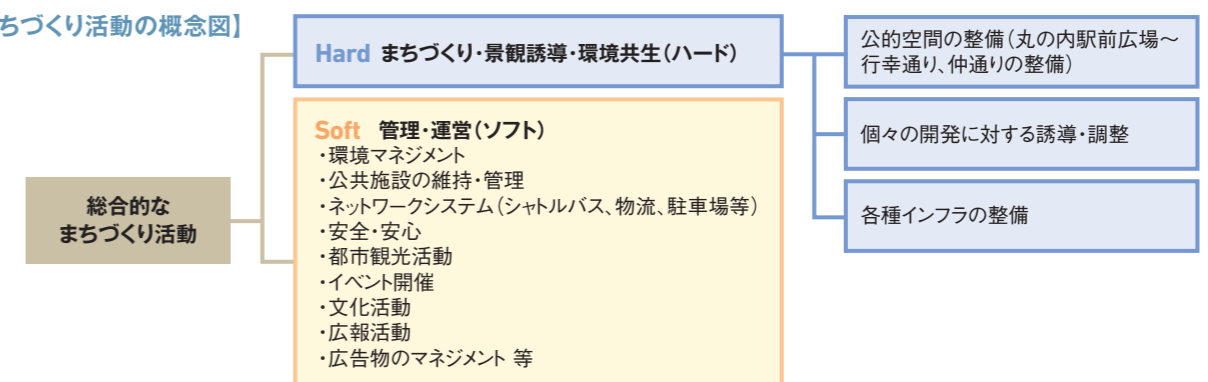 ちづくり活動の概念図】
総合的な
まちづくり活動
Hard まちづくり・景観誘導・環境共生(ハード)
Soft 管理・運営(ソフト)
・環境マネジメント
・公共施設の維持・管理
・ネットワークシステム(シャトルバス、物流、駐車場等)
・安全・安心
・都市観光活動
・イベント開催
・文化活動
・広報活動
・広告物のマネジメント 等
公的空間の整備(丸の内駅前広場〜
行幸通り、仲通りの整備)
個々の開発に対する誘導・調整
各種インフラの整備